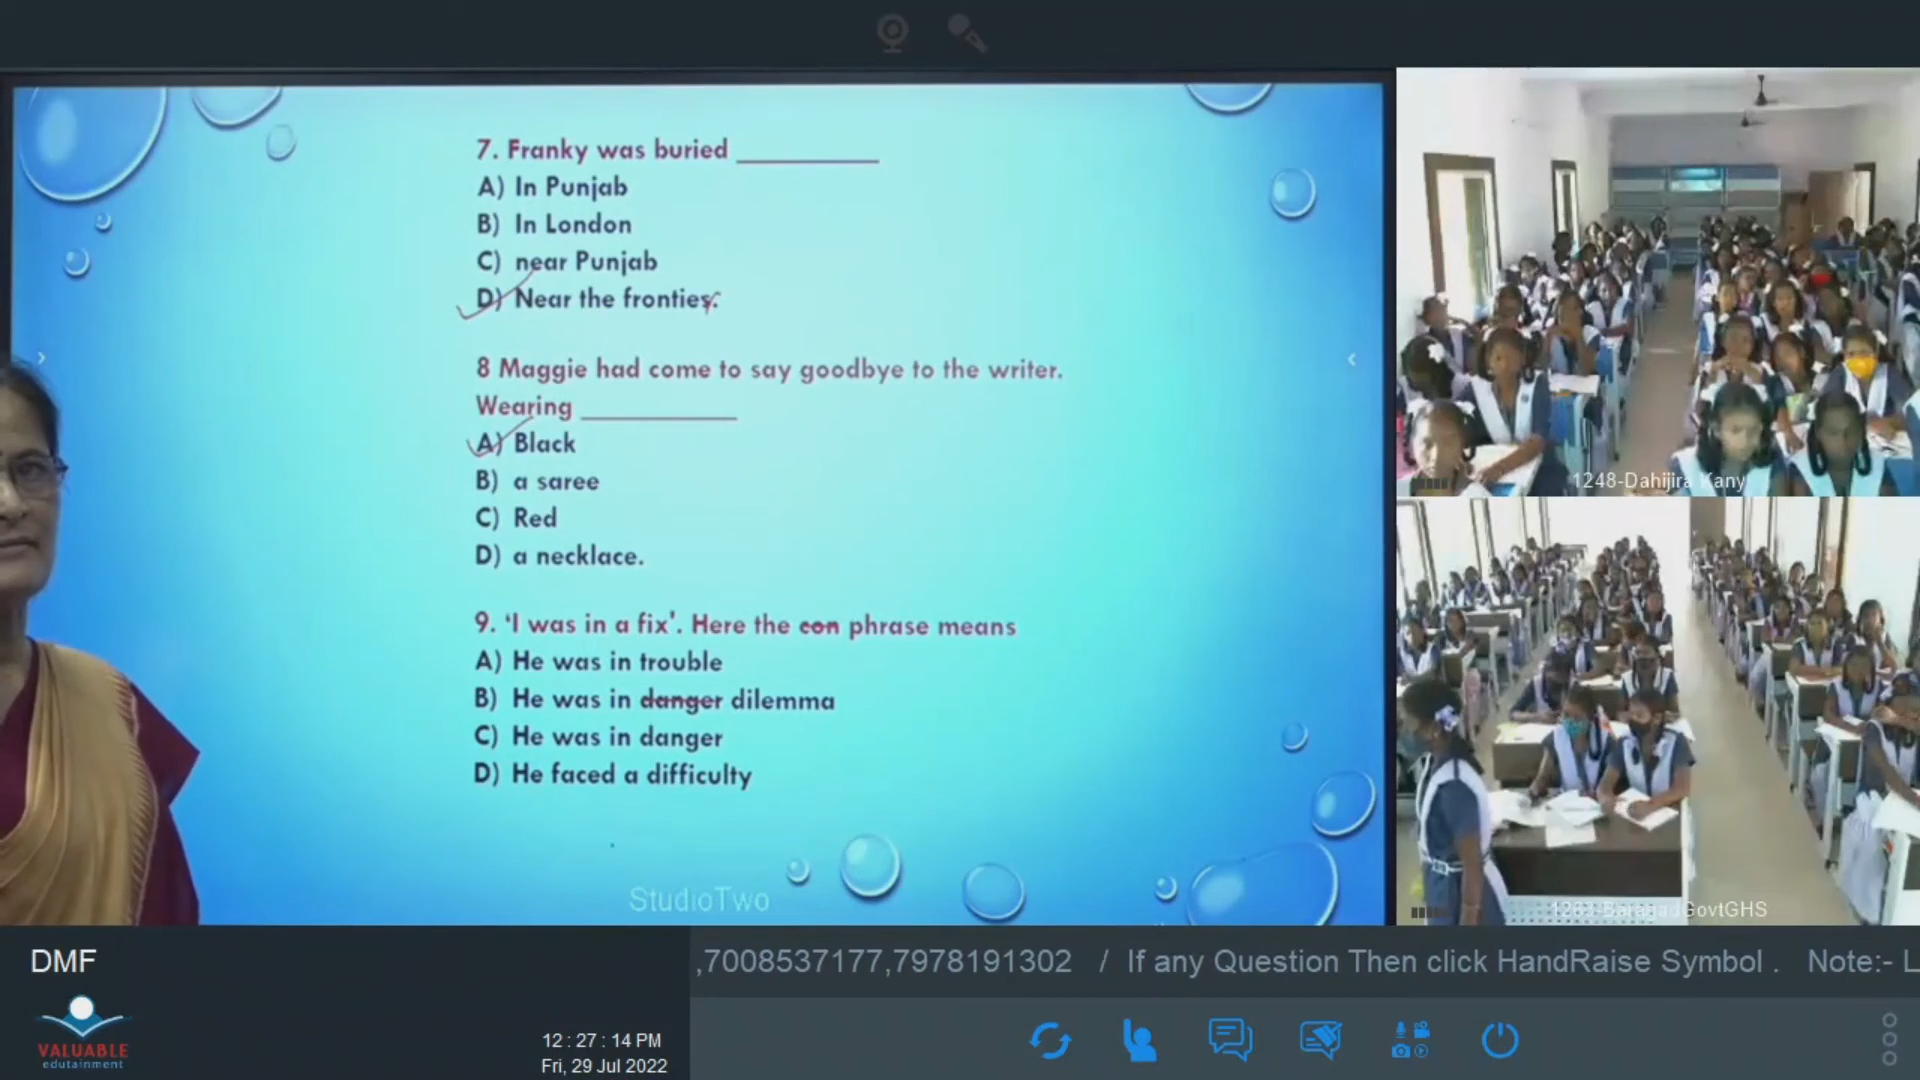 7. Franky was buried __________
A) In Punjab
B) In London
C) near Punjab
D) Near the frontier.
8 Maggie had come to say goodbye to the writer.
Wearing ___________
A) Black
B) a saree
C) Red
D) a necklace.
9. 'I was in a fix'. Here the con phrase means
A) He was in trouble
B) He was in danger dilemma
C) He was in danger
D) He faced a difficulty
StudioTwo
1248-Dahijira Kany
GovtGHS
DMF
,7008537177,7978191302 / If any Question Then click HandRaise Symbol . Note:- L
VALUABLE
edutainment
12 : 27 : 14 PM
Fri, 29 Jul 2022